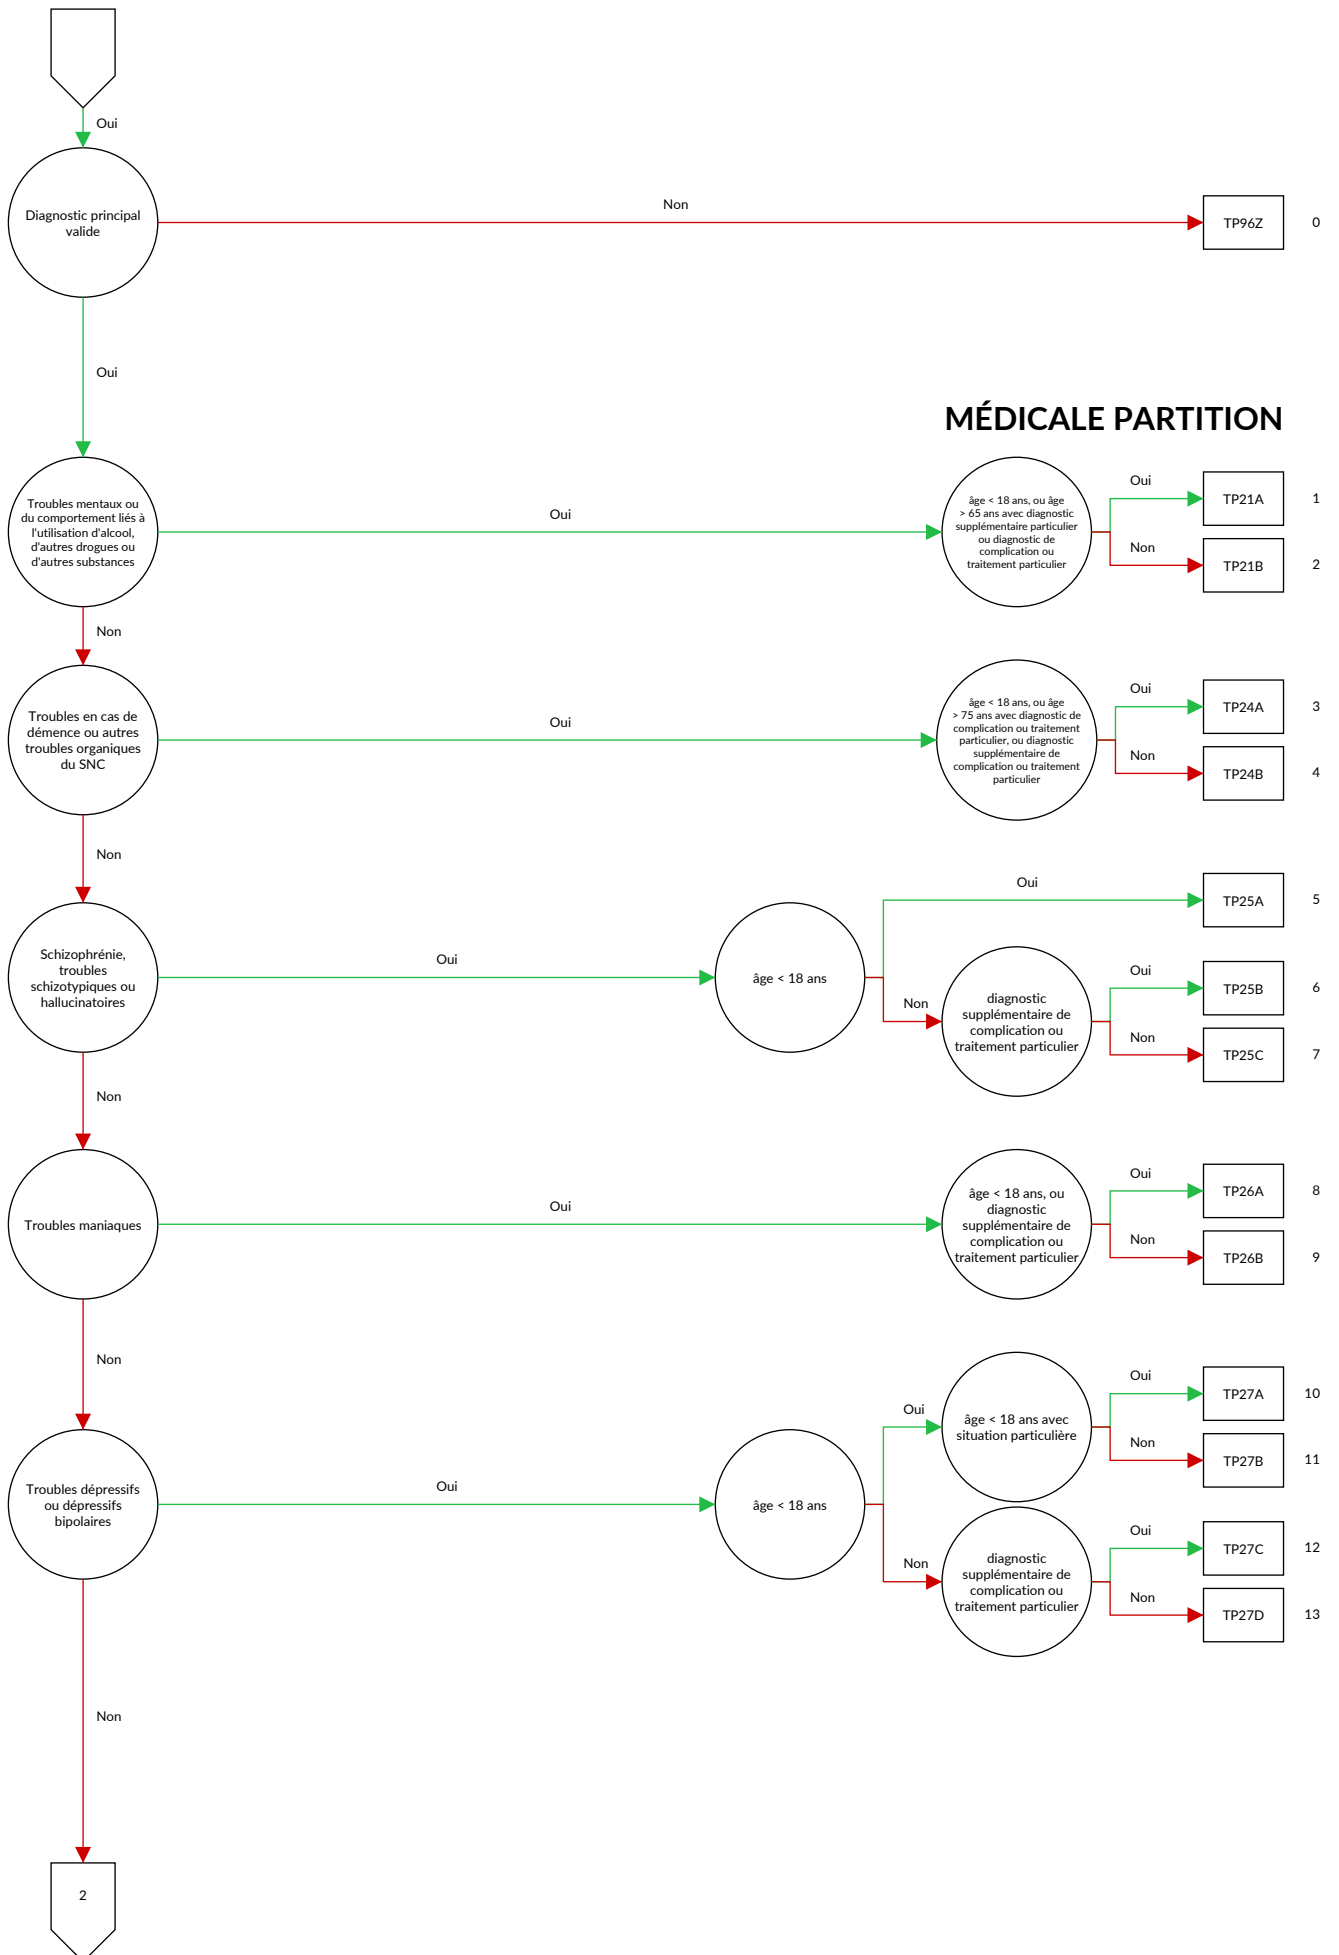 Oui
Diagnostic principal
valide
Non
TP96Z
0
Oui
MÉDICALE PARTITION
Troubles mentaux ou
du comportement liés à
l'utilisation d'alcool,
d'autres drogues ou
d'autres substances
Oui
âge < 18 ans, ou âge
> 65 ans avec diagnostic
supplémentaire particulier
ou diagnostic de
complication ou
traitement particulier
Oui
TP21A
1
Non
TP21B
2
Non
Troubles en cas de
démence ou autres
troubles organiques
du SNC
Oui
âge < 18 ans, ou âge
> 75 ans avec diagnostic de
complication ou traitement
particulier, ou diagnostic
supplémentaire de
complication ou traitement
particulier
Oui
TP24A
3
Non
TP24B
4
Non
Schizophrénie,
troubles
schizotypiques ou
hallucinatoires
Oui
âge < 18 ans
Oui
TP25A
5
Non
diagnostic
supplémentaire de
complication ou
traitement particulier
Oui
TP25B
6
Non
TP25C
7
Non
Troubles maniaques
Oui
âge < 18 ans, ou
diagnostic
supplémentaire de
complication ou
traitement particulier
Oui
TP26A
8
Non
TP26B
9
Non
Troubles dépressifs
ou dépressifs
bipolaires
Oui
âge < 18 ans
Oui
âge < 18 ans avec
situation particulière
Oui
TP27A
10
Non
TP27B
11
Non
diagnostic
supplémentaire de
complication ou
traitement particulier
Oui
TP27C
12
Non
TP27D
13
Non
2